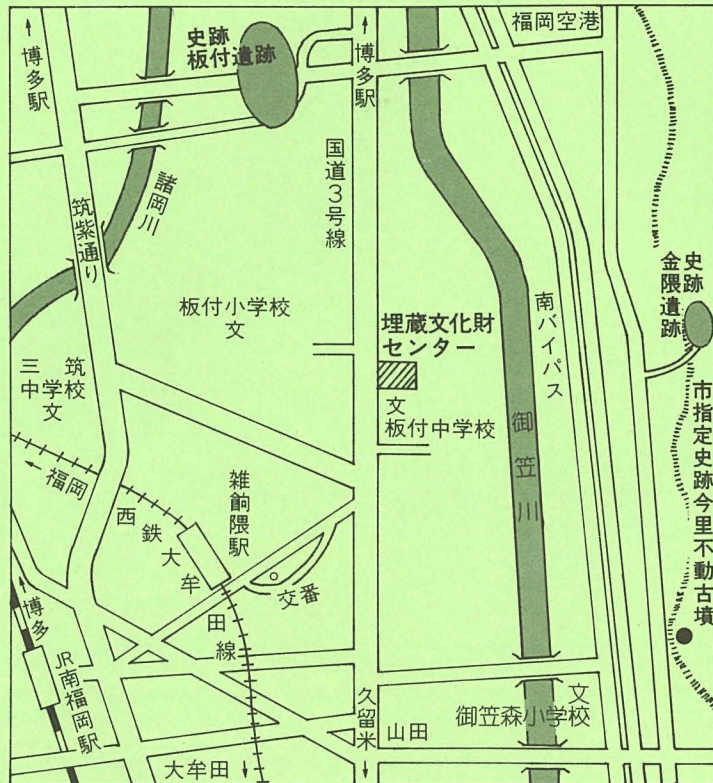 ↑博多駅
史跡
板付遺跡
↑博多駅
福岡空港
国道3号線
諸岡川
筑紫通り
板付小学校
文
埋蔵文化財
センター
文
板付中学校
南バイパス
史跡
金隈遺跡
三筑
中学校
文
御笠川
市指定史跡今里不動古墳
←福岡
西鉄大牟田線
雑餉隈駅
交番
↑博多
JR南福岡駅
久留米↓
山田
文
御笠森小学校
大牟田↓